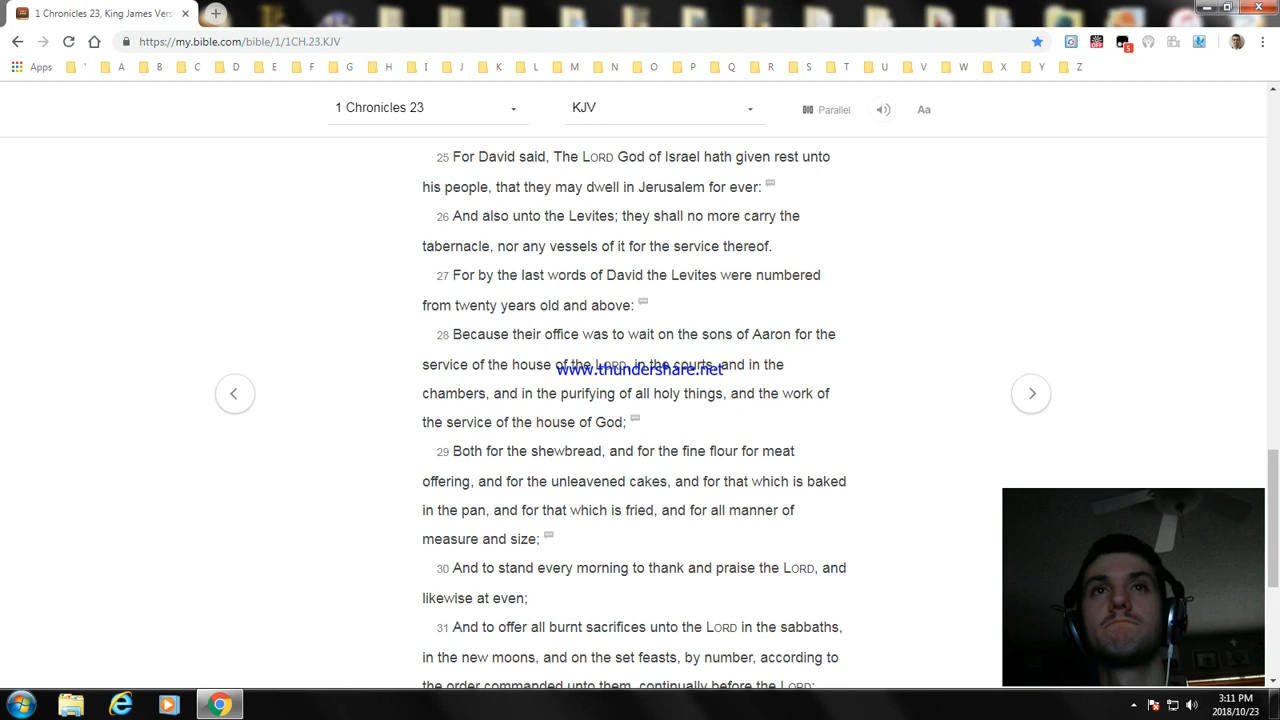 1 Chronicles 23, King James Vers
https://my.bible.com/bible/1/1CH.23.KJV
OFF
5
Apps ' A B C D E F G H I J K L M N O P Q R S T U V W X Y Z
1 Chronicles 23 KJV Parallel Aa
25 For David said, The LORD God of Israel hath given rest unto
his people, that they may dwell in Jerusalem for ever:
26 And also unto the Levites; they shall no more carry the
tabernacle, nor any vessels of it for the service thereof.
27 For by the last words of David the Levites were numbered
from twenty years old and above:
28 Because their office was to wait on the sons of Aaron for the
service of the house of the LORD, in the courts, and in the
www.thundershare.net
chambers, and in the purifying of all holy things, and the work of
the service of the house of God;
29 Both for the shewbread, and for the fine flour for meat
offering, and for the unleavened cakes, and for that which is baked
in the pan, and for that which is fried, and for all manner of
measure and size;
30 And to stand every morning to thank and praise the LORD, and
likewise at even;
31 And to offer all burnt sacrifices unto the LORD in the sabbaths,
in the new moons, and on the set feasts, by number, according to
the order commanded unto them, continually before the LORD:
3:11 PM
2018/10/23